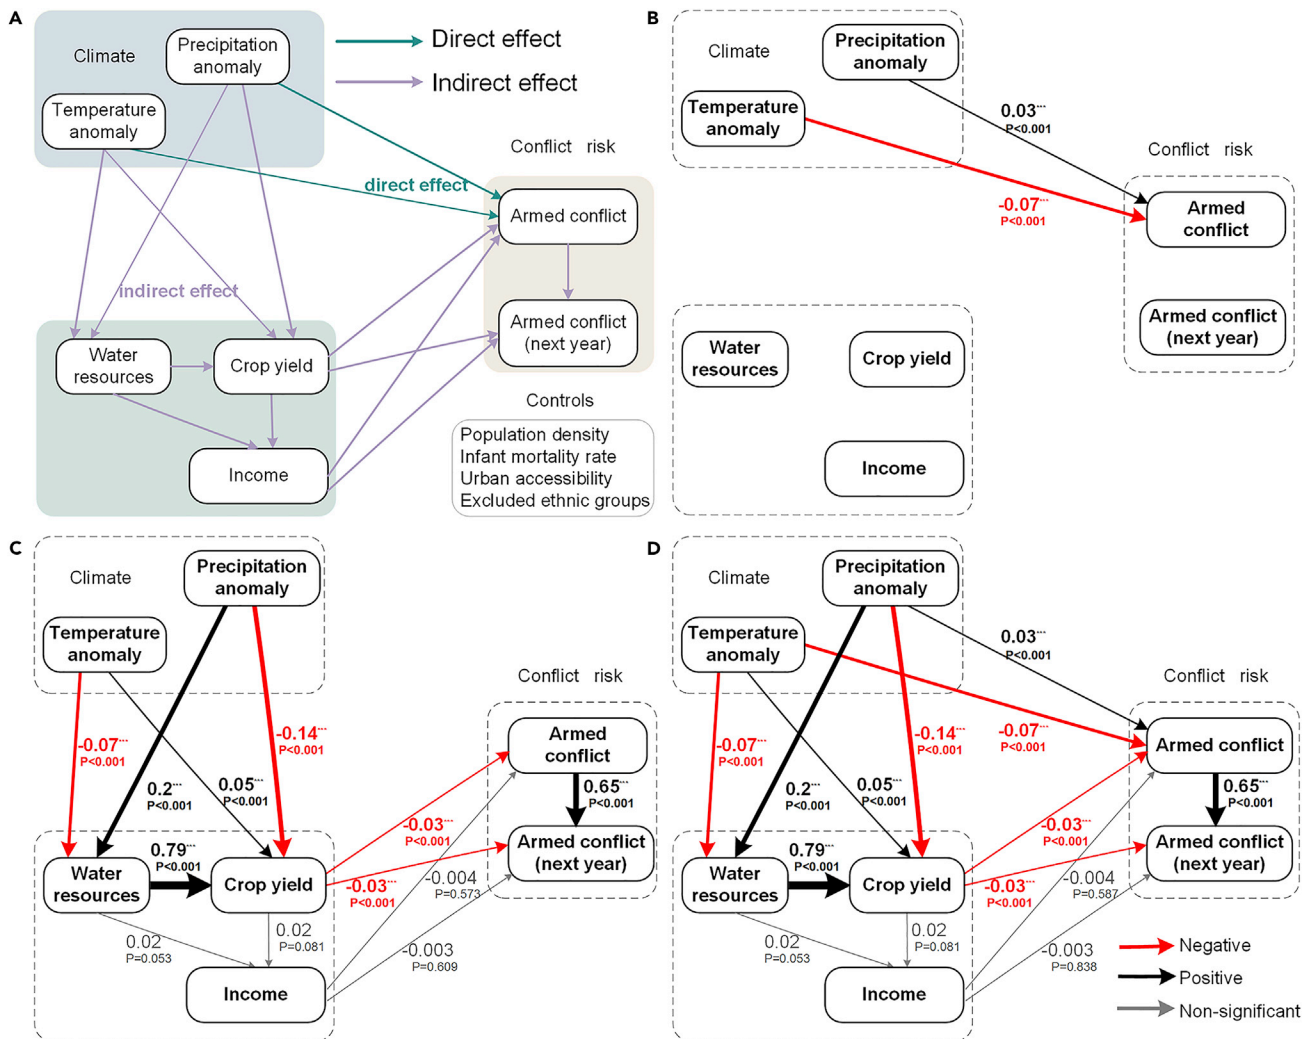 A
Climate
Precipitation
anomaly
Temperature
anomaly
Direct effect
Indirect effect
direct effect
indirect effect
Conflict risk
Armed conflict
Armed conflict
(next year)
Water
resources
Crop yield
Income
Controls
Population density
Infant mortality rate
Urban accessibility
Excluded ethnic groups
B
Climate
Precipitation
anomaly
Temperature
anomaly
0.03***
P<0.001
-0.07***
P<0.001
Conflict risk
Armed
conflict
Armed conflict
(next year)
Water
resources
Crop yield
Income
C
Climate
Precipitation
anomaly
Temperature
anomaly
-0.07***
P<0.001
0.2***
P<0.001
0.05***
P<0.001
-0.14***
P<0.001
Conflict risk
Armed
conflict
0.65***
P<0.001
Armed conflict
(next year)
Water
resources
0.79***
P<0.001
Crop yield
-0.03***
P<0.001
-0.03***
P<0.001
-0.004
P=0.573
0.02
P=0.053
0.02
P=0.081
-0.003
P=0.609
Income
D
Climate
Precipitation
anomaly
Temperature
anomaly
0.03***
P<0.001
-0.07***
P<0.001
-0.07***
P<0.001
0.2***
P<0.001
0.05***
P<0.001
-0.14***
P<0.001
Conflict risk
Armed conflict
0.65***
P<0.001
Armed conflict
(next year)
Water
resources
0.79***
P<0.001
Crop yield
-0.03***
P<0.001
-0.03***
P<0.001
-0.004
P=0.587
0.02
P=0.053
0.02
P=0.081
-0.003
P=0.838
Income
Negative
Positive
Non-significant